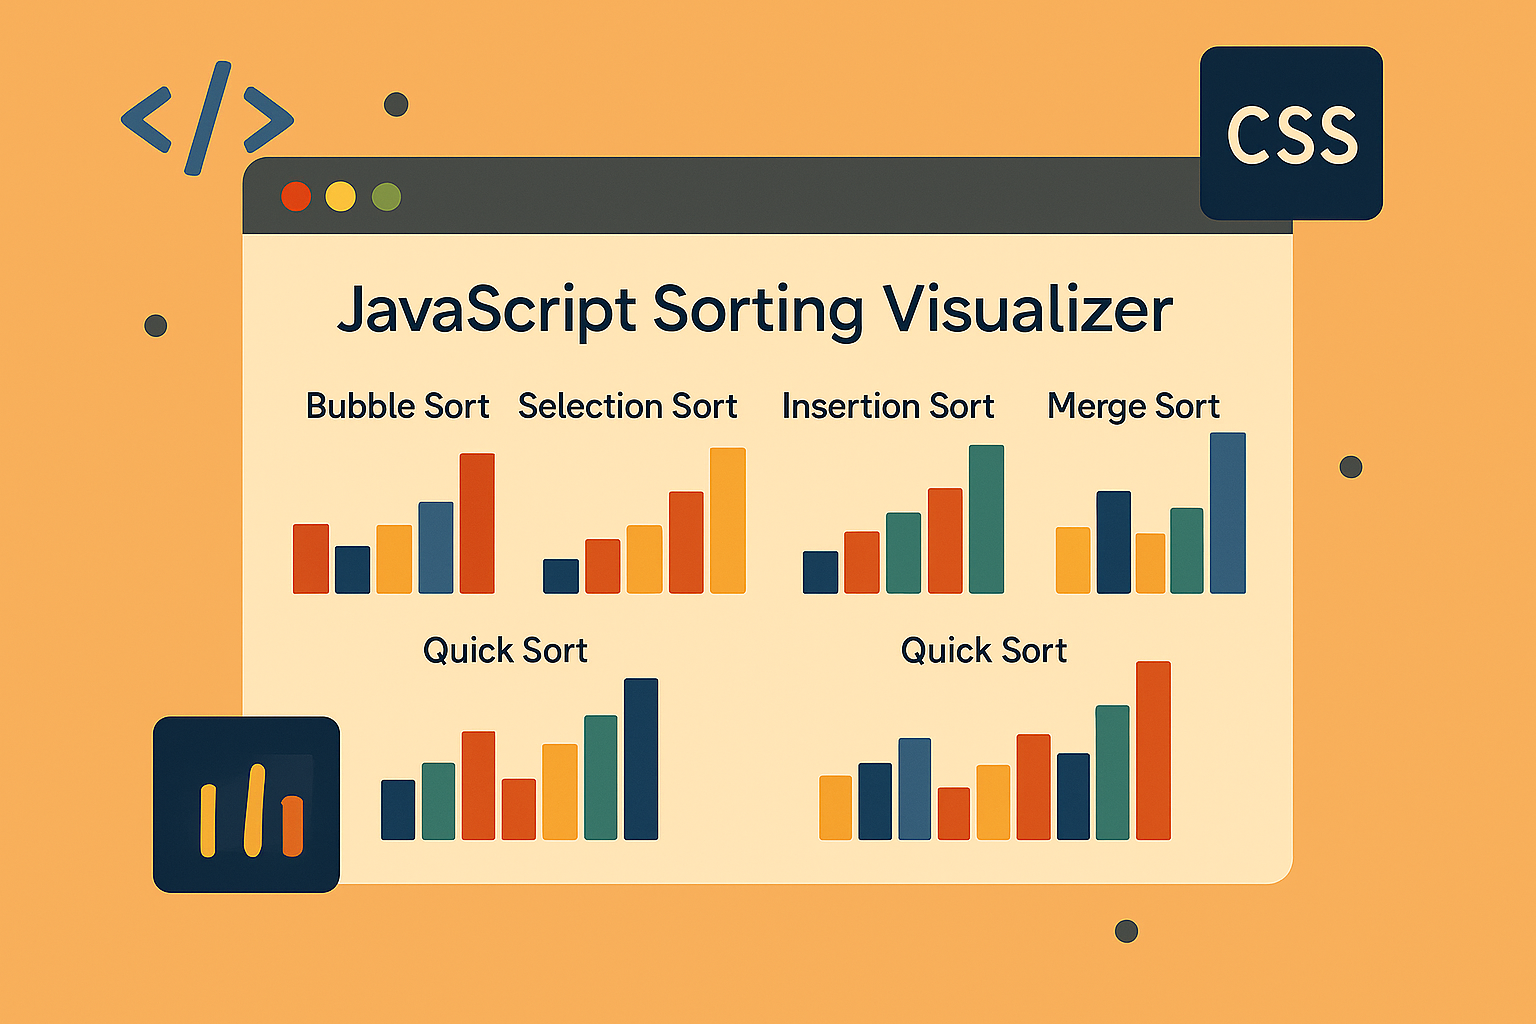 </>
CSS
JavaScript Sorting Visualizer
Bubble Sort
Selection Sort
Insertion Sort
Merge Sort
Quick Sort
Quick Sort